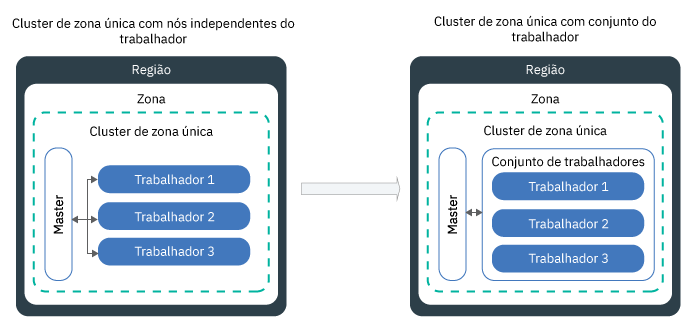 Cluster de zona única com nós independentes do
trabalhador
Região
Zona
Cluster de zona única
Master
Trabalhador 1
Trabalhador 2
Trabalhador 3
Cluster de zona única com conjunto do
trabalhador
Região
Zona
Cluster de zona única
Master
Conjunto de trabalhadores
Trabalhador 1
Trabalhador 2
Trabalhador 3